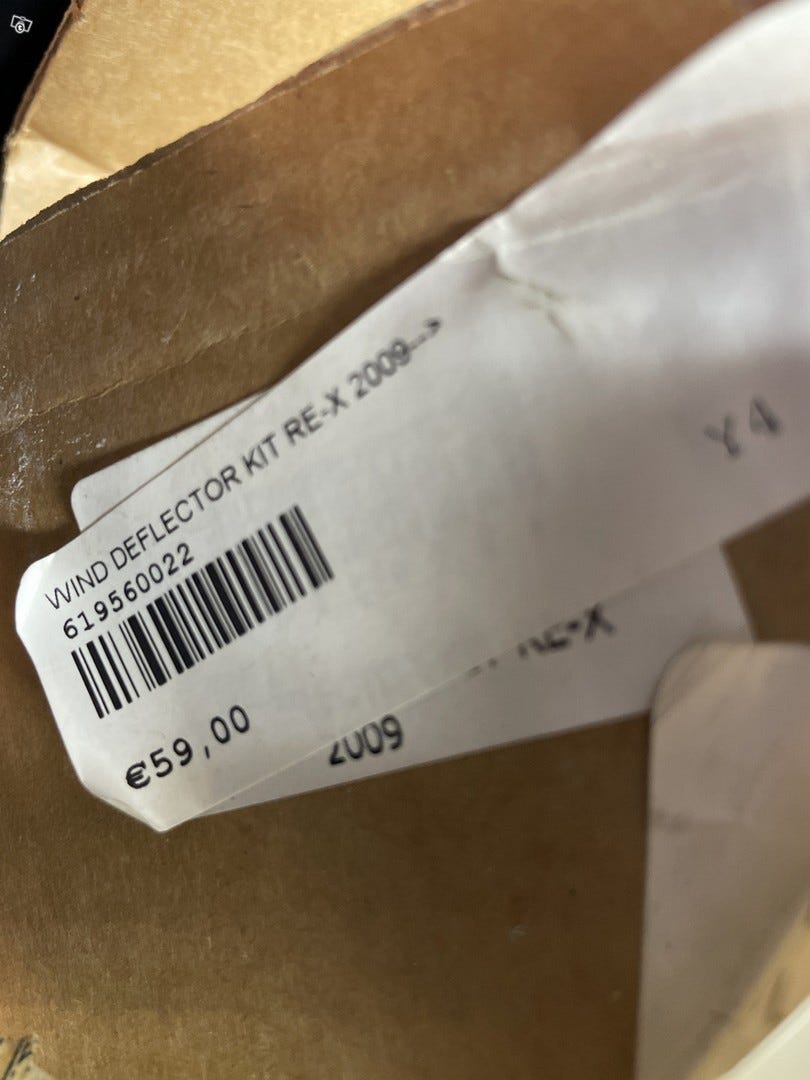 WIND DEFLECTOR KIT RE-X 2009-->
619560022
€59,00
Y4
RE-X
2009